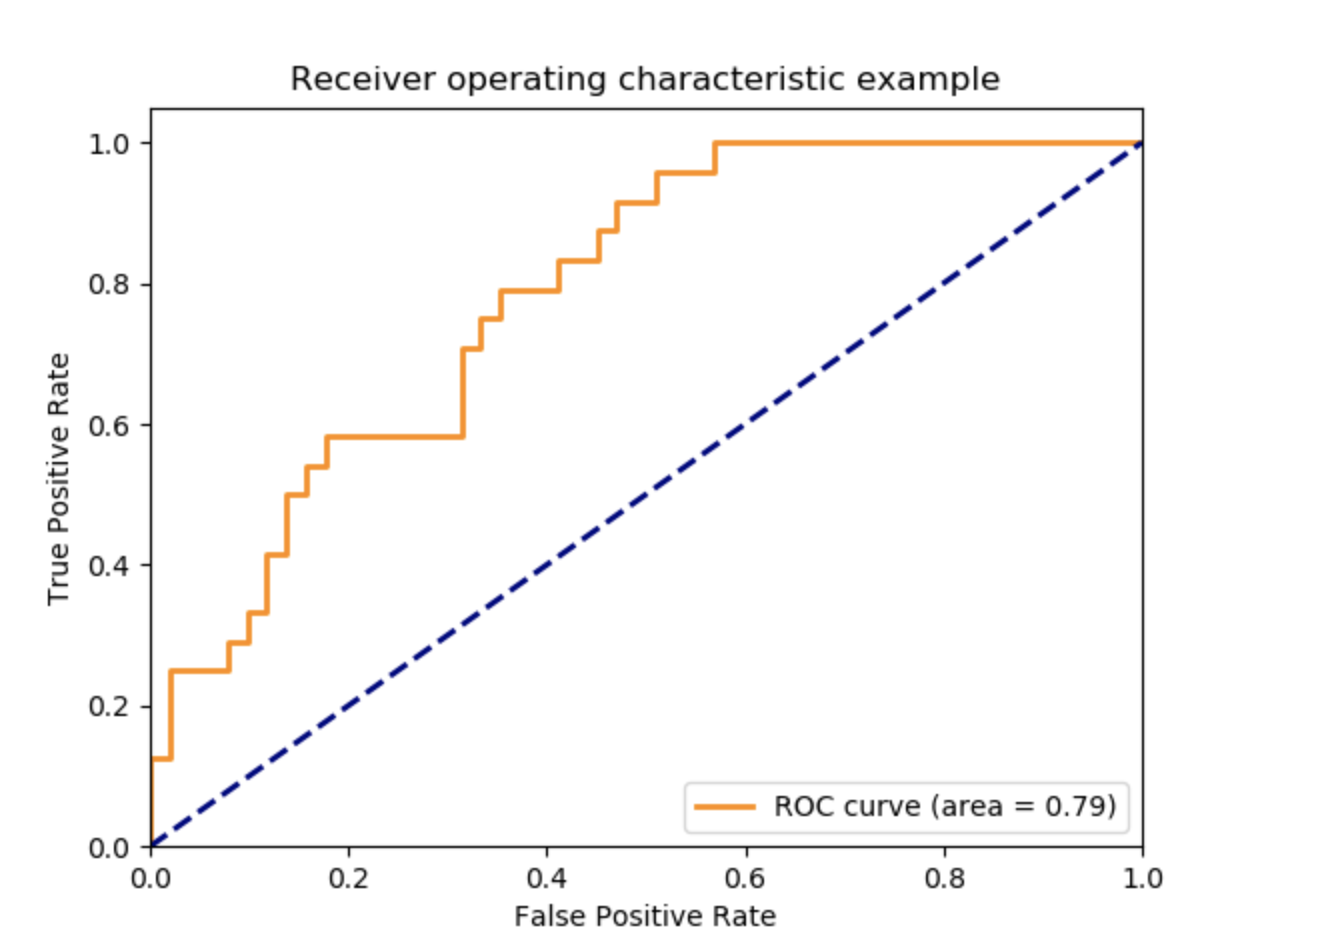 Receiver operating characteristic example
1.0
0.8
0.6
0.4
0.2
0.0
True Positive Rate
ROC curve (area = 0.79)
0.0 0.2 0.4 0.6 0.8 1.0
False Positive Rate